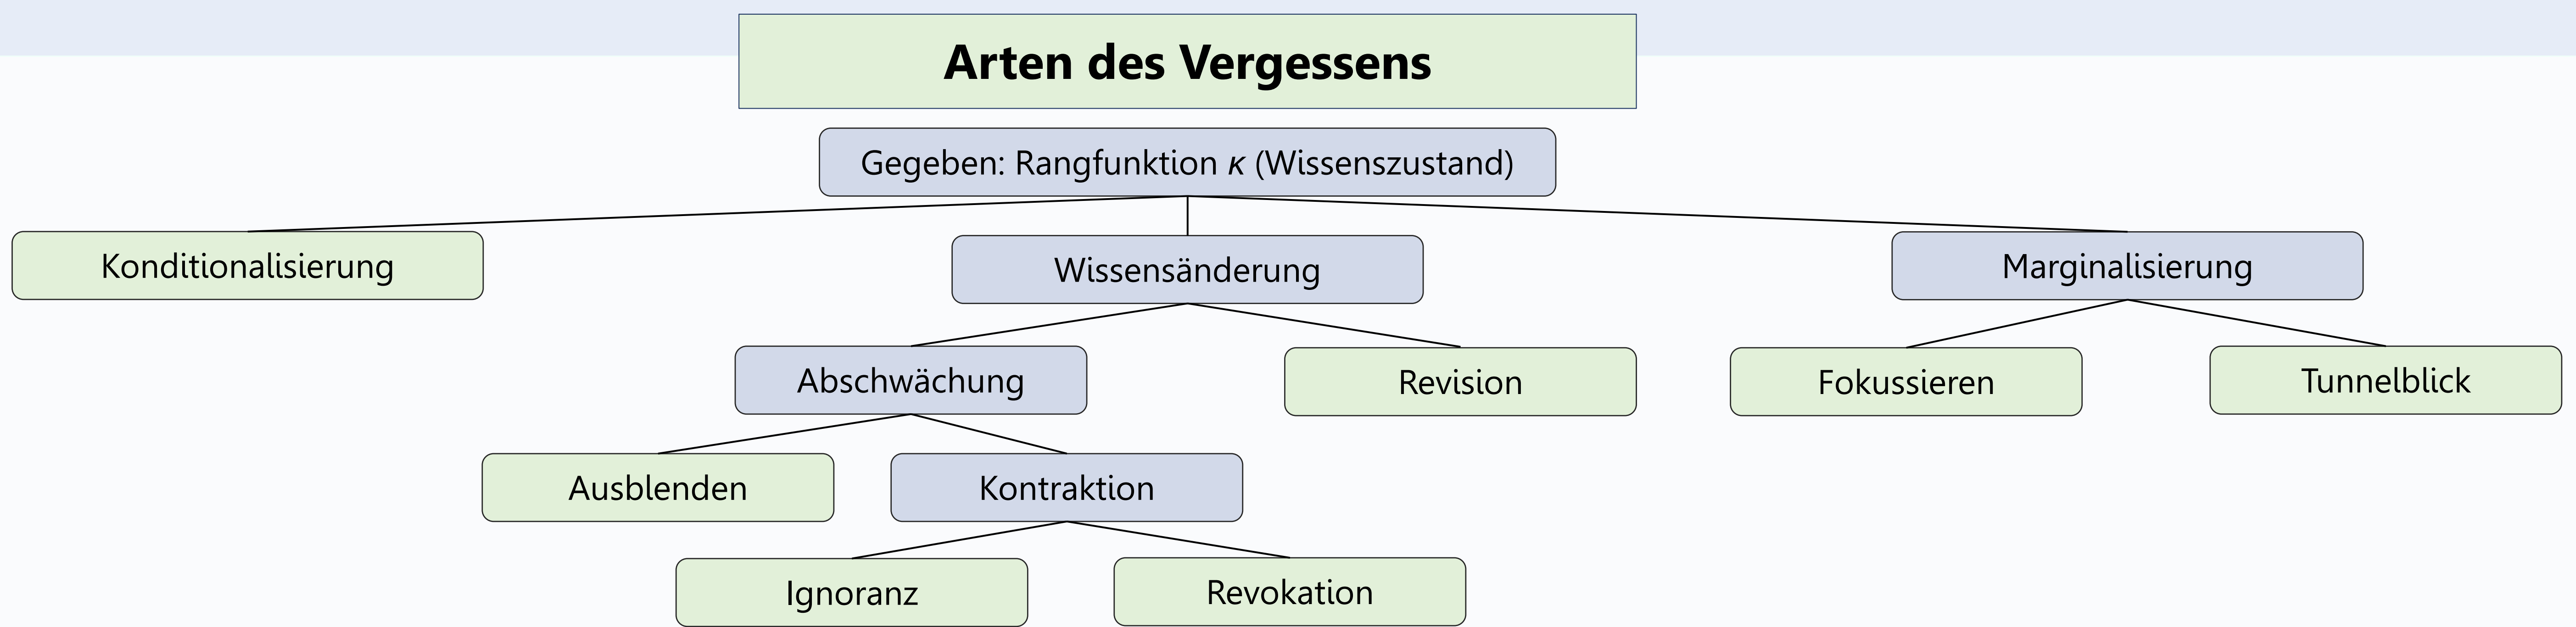 Arten des Vergessens
Gegeben: Rangfunktion κ (Wissenszustand)
Konditionalisierung
Wissensänderung
Marginalisierung
Abschwächung
Revision
Fokussieren
Tunnelblick
Ausblenden
Kontraktion
Ignoranz
Revokation